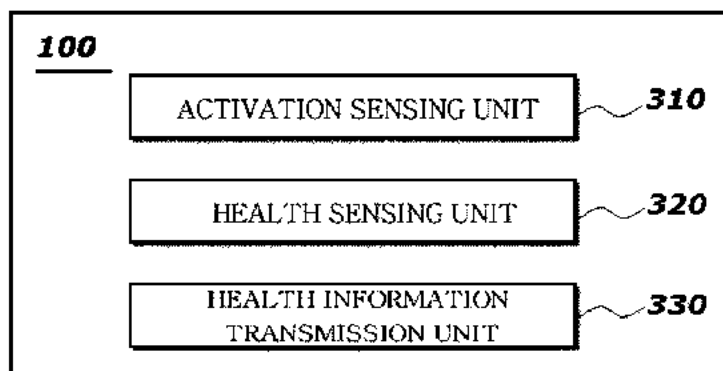 100
ACTIVATION SENSING UNIT
310
HEALTH SENSING UNIT
320
HEALTH INFORMATION
TRANSMISSION UNIT
330